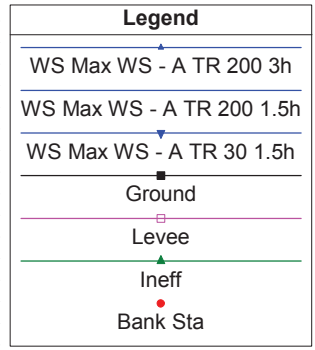 Legend
WS Max WS - A TR 200 3h
WS Max WS - A TR 200 1.5h
WS Max WS - A TR 30 1.5h
Ground
Levee
Ineff
Bank Sta